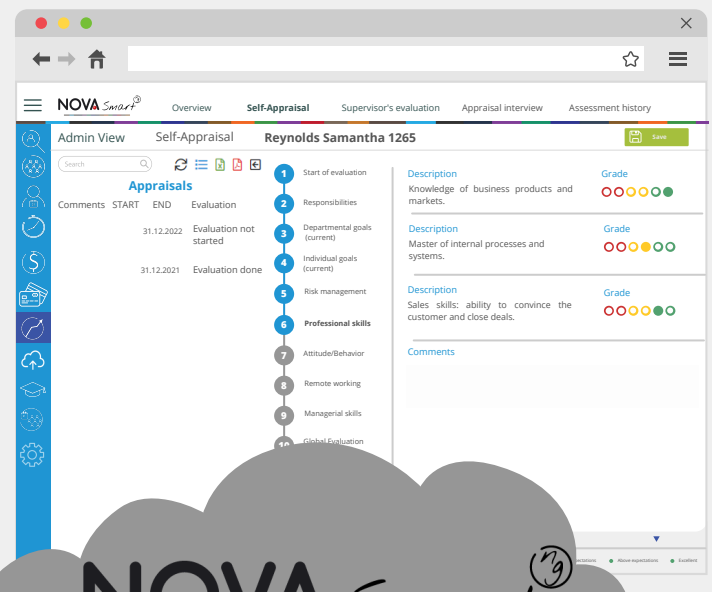 NOVA Smart
Overview
Self-Appraisal
Supervisor's evaluation
Appraisal interview
Assessment history
Admin View
Self-Appraisal
Reynolds Samantha 1265
Save
Search
Appraisals
Comments START END Evaluation
31.12.2022 Evaluation not
started
31.12.2021 Evaluation done
1 Start of evaluation
2 Responsibilities
3 Departmental goals
(current)
4 Individual goals
(current)
5 Risk management
6 Professional skills
7 Attitude/Behavior
8 Remote working
9 Managerial skills
10 Global Evaluation
Description Grade
Knowledge of business products and
markets.
Description Grade
Master of internal processes and
systems.
Description Grade
Sales skills: ability to convince the
customer and close deals.
Comments
Above expectations
Excellent
NOVA Smart